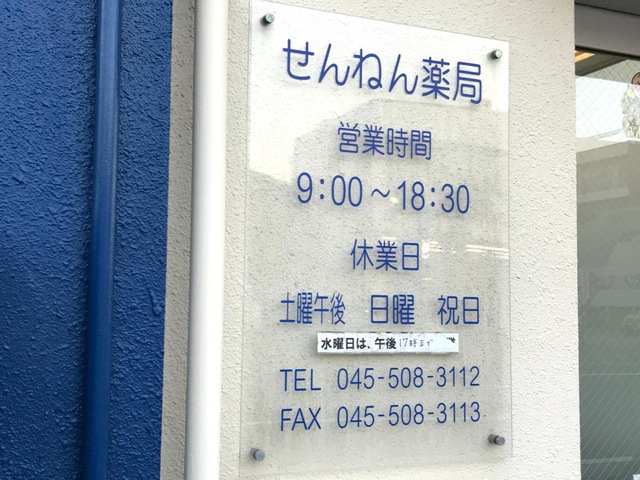 せんねん薬局
営業時間
9:00～18:30
休業日
土曜午後 日曜 祝日
水曜日は、午後17時まで
TEL 045-508-3112
FAX 045-508-3113